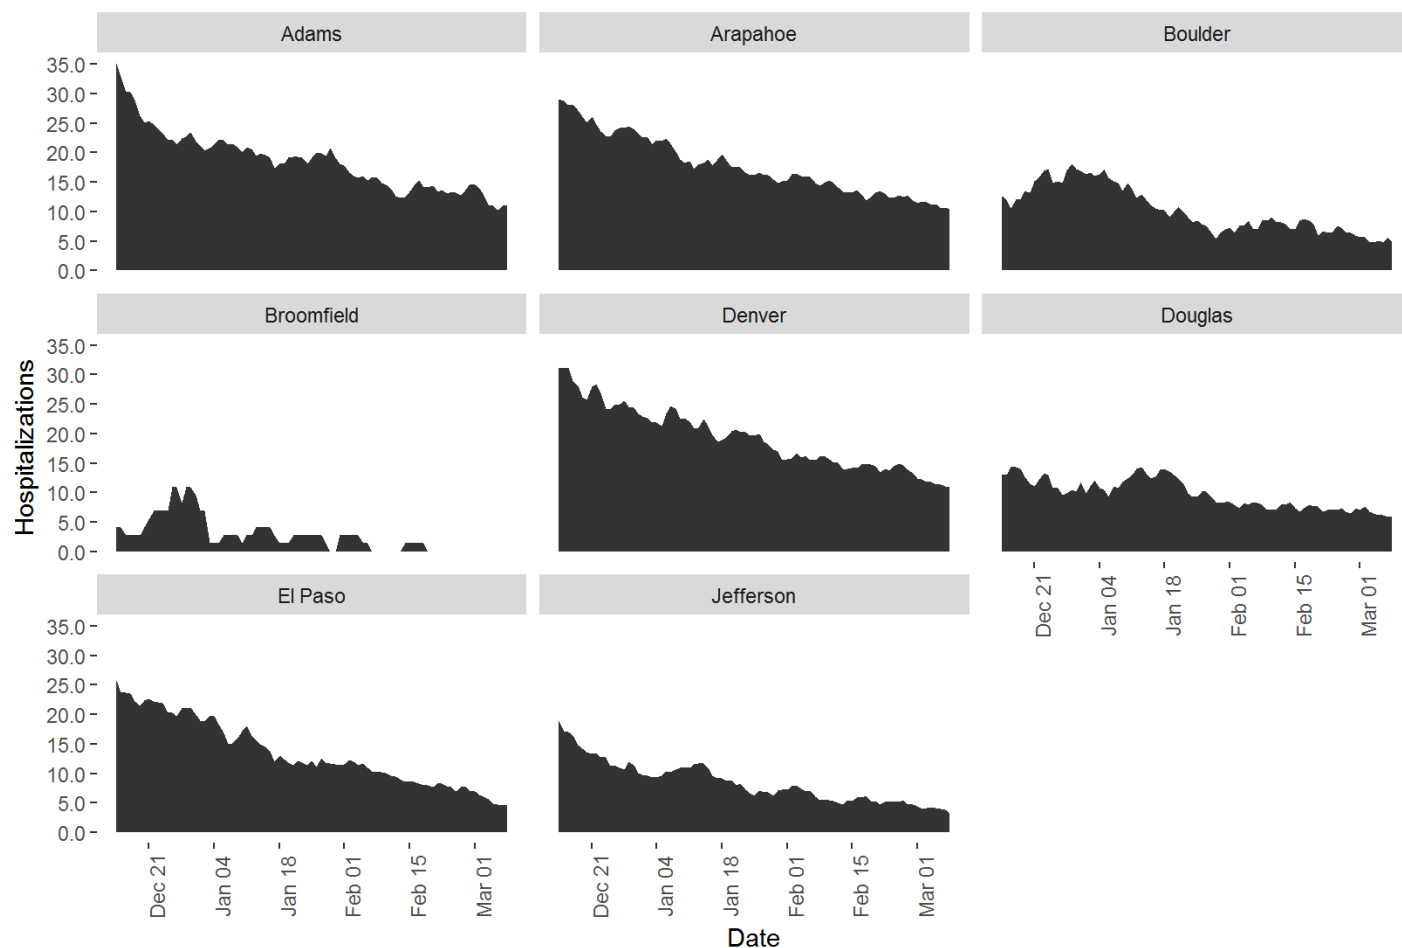 Adams
Arapahoe
Boulder
35.0
30.0
25.0
20.0
15.0
10.0
5.0
0.0
Broomfield
Denver
Douglas
35.0
30.0
25.0
20.0
15.0
10.0
5.0
0.0
Hospitalizations
Dec 21
Jan 04
Jan 18
Feb 01
Feb 15
Mar 01
El Paso
Jefferson
35.0
30.0
25.0
20.0
15.0
10.0
5.0
0.0
Dec 21
Jan 04
Jan 18
Feb 01
Feb 15
Mar 01
Dec 21
Jan 04
Jan 18
Feb 01
Feb 15
Mar 01
Date